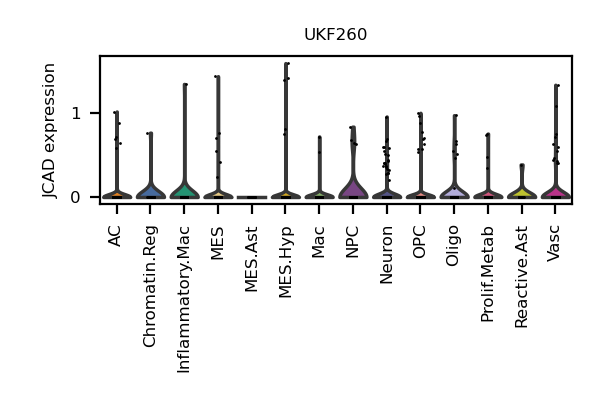 UKF260
JCAD expression
1
0
AC
Chromatin.Reg
Inflammatory.Mac
MES
MES.Ast
MES.Hyp
Mac
NPC
Neuron
OPC
Oligo
Prolif.Metab
Reactive.Ast
Vasc